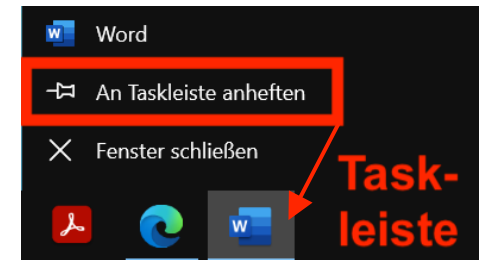 Word
An Taskleiste anheften
Fenster schließen
Task-
leiste